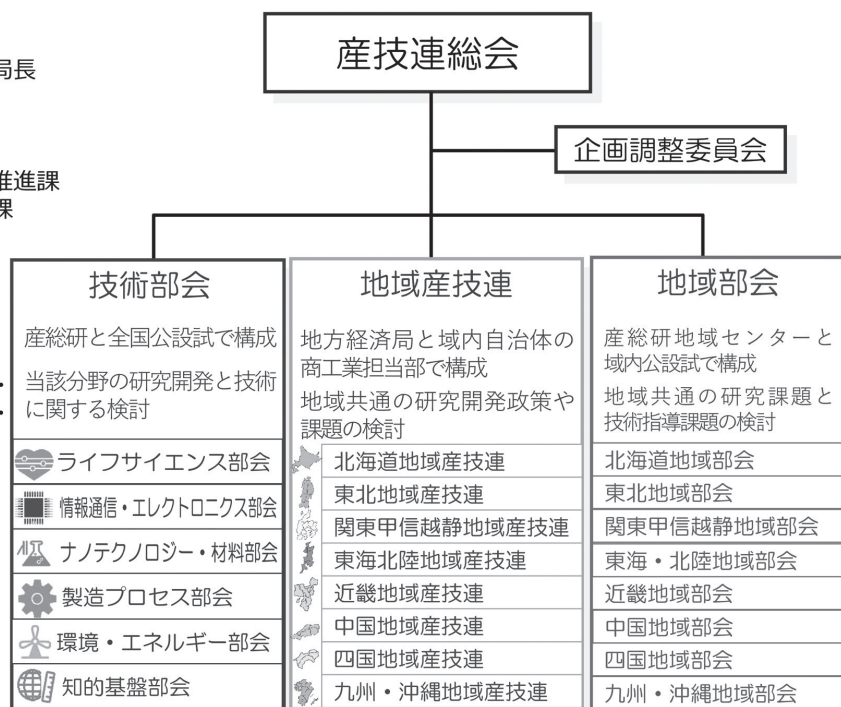 産技連総会
局長
企画調整委員会
推進課
課
技術部会
産総研と全国公設試で構成
当該分野の研究開発と技術
に関する検討
ライフサイエンス部会
情報通信・エレクトロニクス部会
ナノテクノロジー・材料部会
製造プロセス部会
環境・エネルギー部会
知的基盤部会
地域産技連
地方経済局と域内自治体の
商工業担当部で構成
地域共通の研究開発政策や
課題の検討
北海道地域産技連
東北地域産技連
関東甲信越静地域産技連
東海北陸地域産技連
近畿地域産技連
中国地域産技連
四国地域産技連
九州・沖縄地域産技連
地域部会
産総研地域センターと
域内公設試で構成
地域共通の研究課題と
技術指導課題の検討
北海道地域部会
東北地域部会
関東甲信越静地域部会
東海・北陸地域部会
近畿地域部会
中国地域部会
四国地域部会
九州・沖縄地域部会